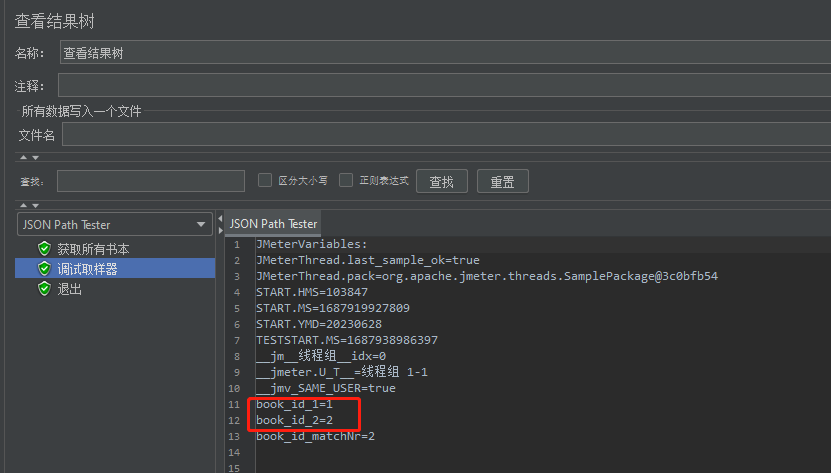 查看结果树
名称: 查看结果树
注释:
所有数据写入一个文件
文件名
查找: 区分大小写 正则表达式 查找 重置
JSON Path Tester
获取所有书本
调试取样器
退出
JSON Path Tester
1 JMeterVariables:
2 JMeterThread.last_sample_ok=true
3 JMeterThread.pack=org.apache.jmeter.threads.SamplePackage@3c0bfb54
4 START.HMS=103847
5 START.MS=1687919927809
6 START.YMD=20230628
7 TESTSTART.MS=1687938986397
8 __jm__线程组__idx=0
9 __jmeter.U_T__=线程组 1-1
10 __jmv_SAME_USER=true
11 book_id_1=1
12 book_id_2=2
13 book_id_matchNr=2
14
15